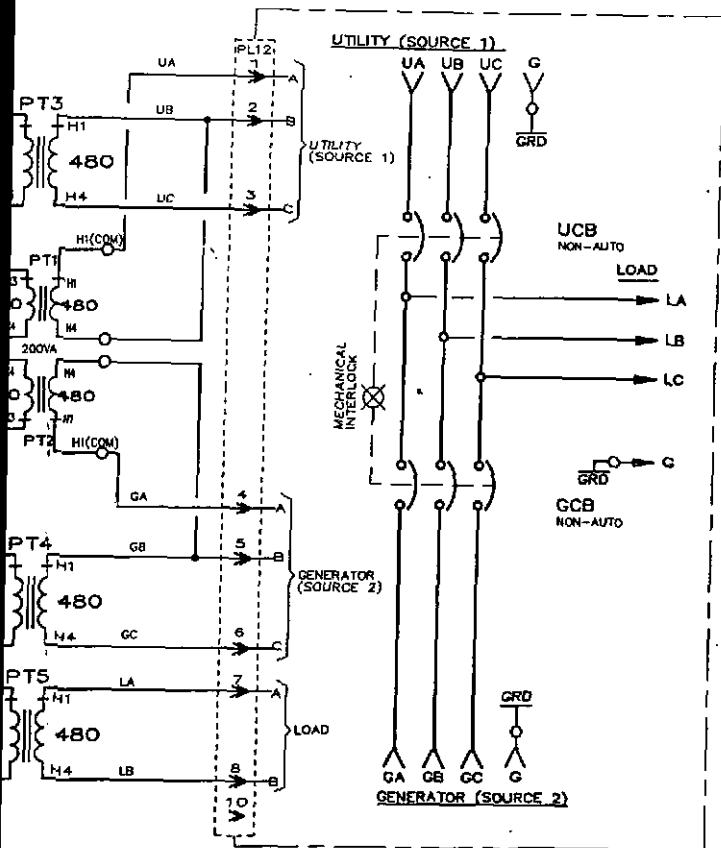 PL12
UTILITY (SOURCE 1)
UA UB UC G
GRD
UA 1 A
PT3
H1 UB 2 B
480
UTILITY
(SOURCE 1)
H4 UC 3 C
UCB
NON-AUTO
LOAD
H1(COM)
PT1
H1
480
H4
LA
LB
LC
200VA
H4
480
H1
PT2
H1(COM)
MECHANICAL
INTERLOCK
GRD G
GCB
NON-AUTO
GA 4 A
PT4
H1 GB 5 B
480
GENERATOR
(SOURCE 2)
H4 GC 6 C
PT5
H1 LA 7 A
480
LOAD
H4 LB 8 B
10
GRD
GA GB GC G
GENERATOR (SOURCE 2)